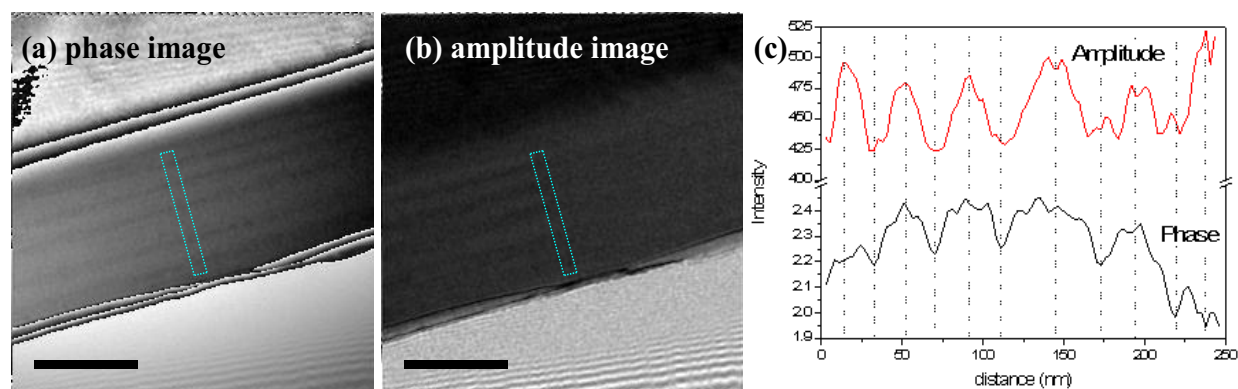 (a) phase image
(b) amplitude image
(c)
525
500
475
450
425
400
2.4
2.3
2.2
2.1
2.0
1.9
Intensity
Amplitude
Phase
0 50 100 150 200 250
distance (nm)